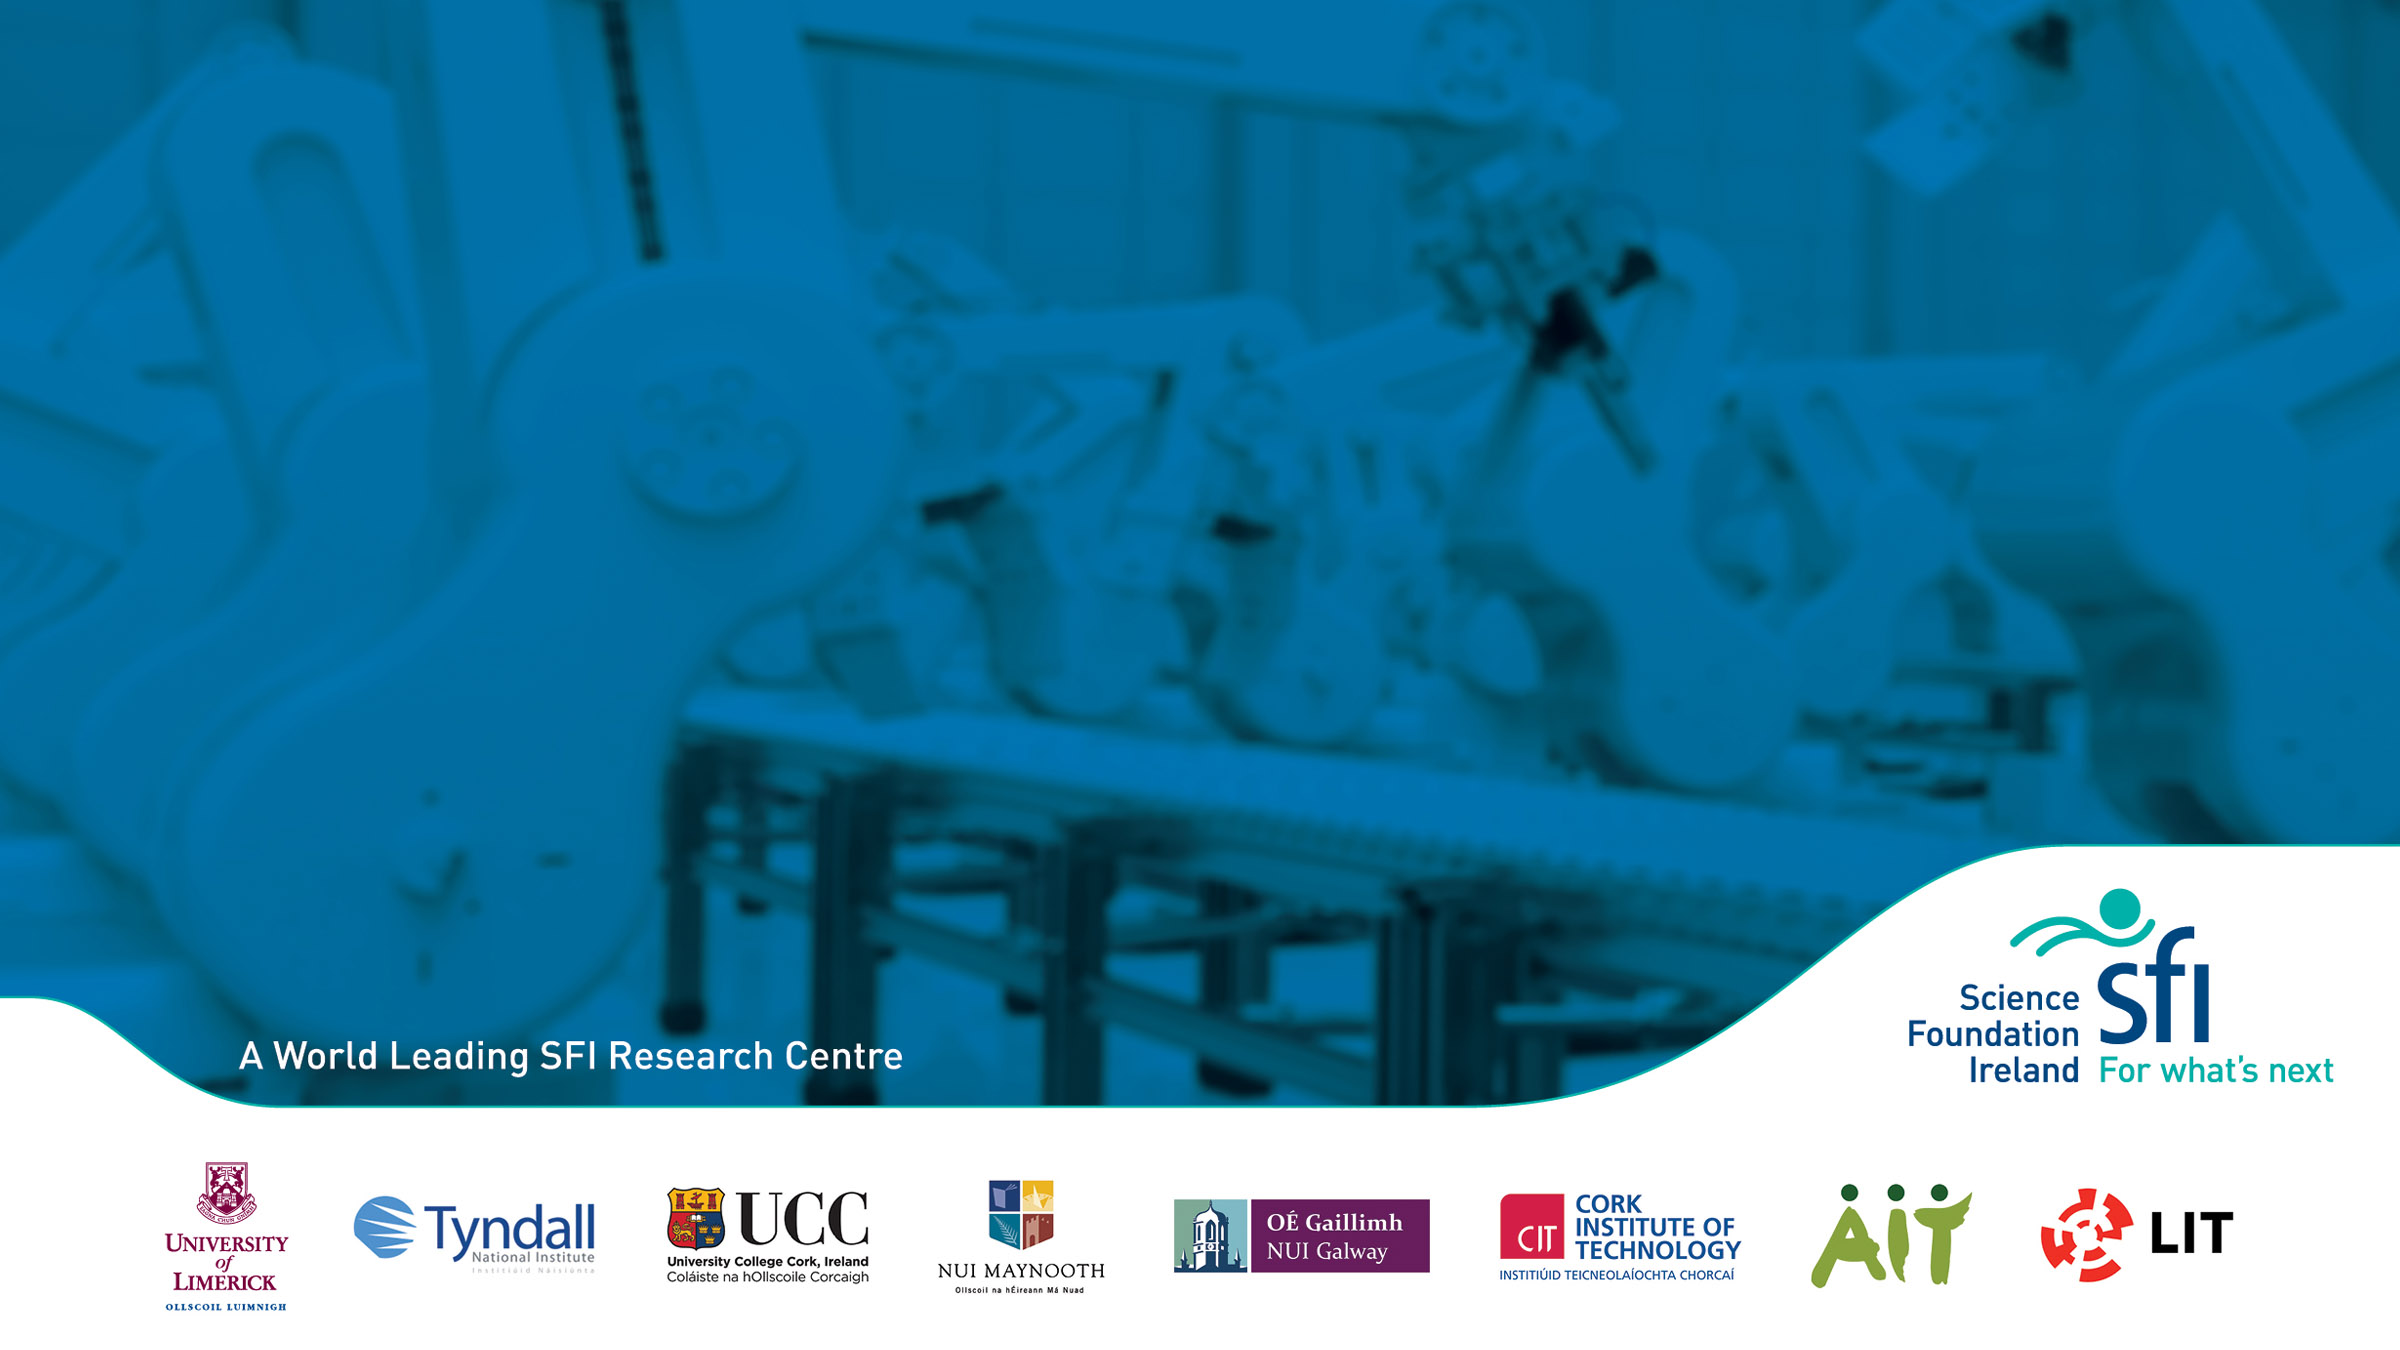 A World Leading SFI Research Centre
sfi
Science
Foundation
Ireland For what's next
UNIVERSITY
of
LIMERICK
OLLSCOIL LUIMNIGH
Tyndall
National Institute
Institiúid Náisiúnta
UCC
University College Cork, Ireland
Coláiste na hOllscoile Corcaigh
NUI MAYNOOTH
Ollscoil na hÉireann Má Nuad
OÉ Gaillimh
NUI Galway
CIT
CORK
INSTITUTE OF
TECHNOLOGY
INSTITIÚID TEICNEOLAÍOCHTA CHORCAÍ
AIT
LIT